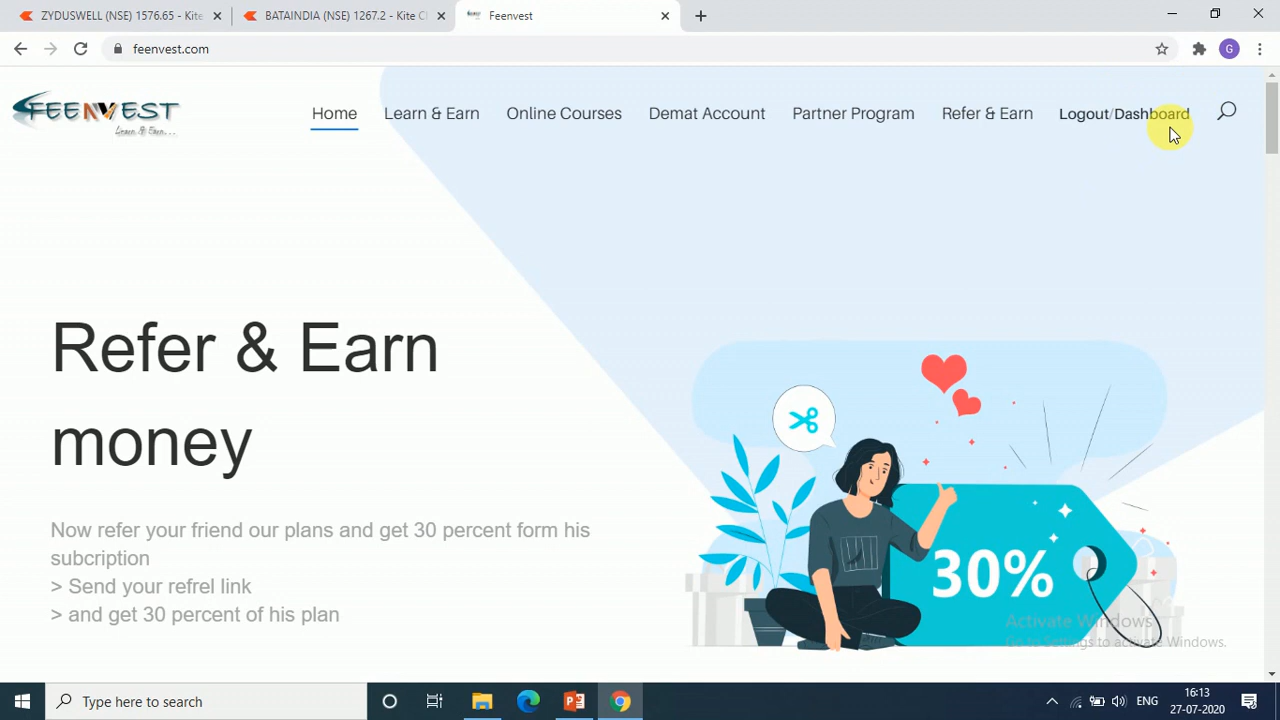 ZYDUSWELL (NSE) 1576.65 - Kite
BATAINDIA (NSE) 1267.2 - Kite C
Feenvest
feenvest.com
G
FEENVEST
Learn & Earn...
Home
Learn & Earn
Online Courses
Demat Account
Partner Program
Refer & Earn
Logout/Dashboard
Refer & Earn
money
Now refer your friend our plans and get 30 percent form his
subcription
> Send your refrel link
> and get 30 percent of his plan
30%
Activate Windows
Go to Settings to activate Windows.
Type here to search
ENG
16:13
27-07-2020